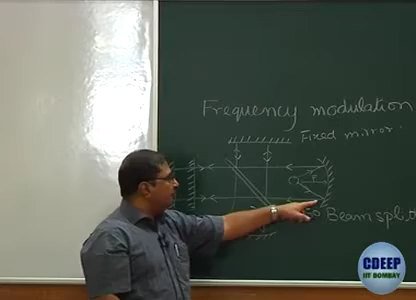 Frequency modulation
Fixed mirror.
F
Beam split
CDEEP
IIT BOMBAY